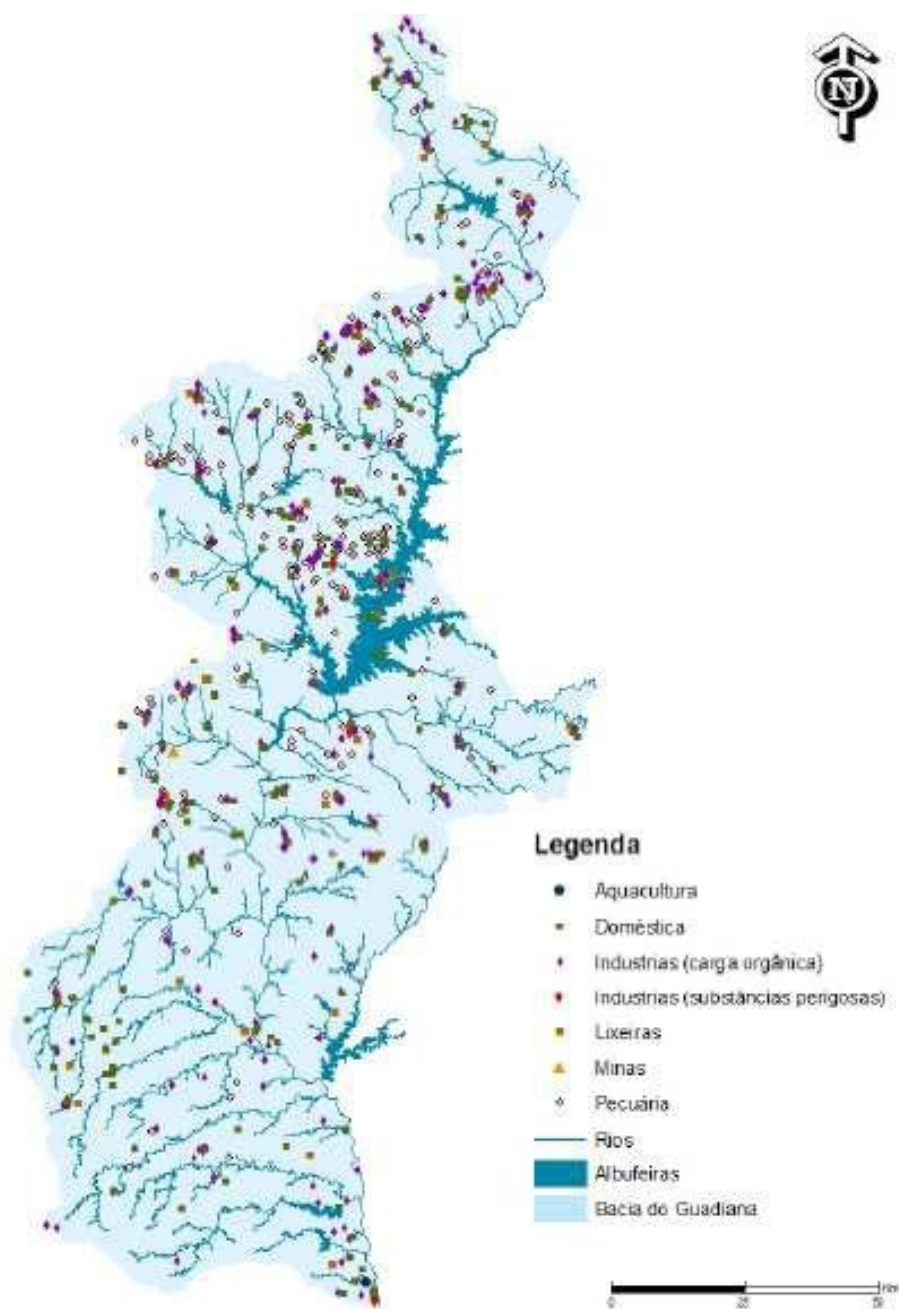 N
Legenda
Aquacultura
Doméstica
Industrias (carga orgânica)
Industrias (substâncias perigosas)
Lixeiras
Minas
Pecuária
Rios
Albufeiras
Bacia do Guadiana
Km
0 25 50